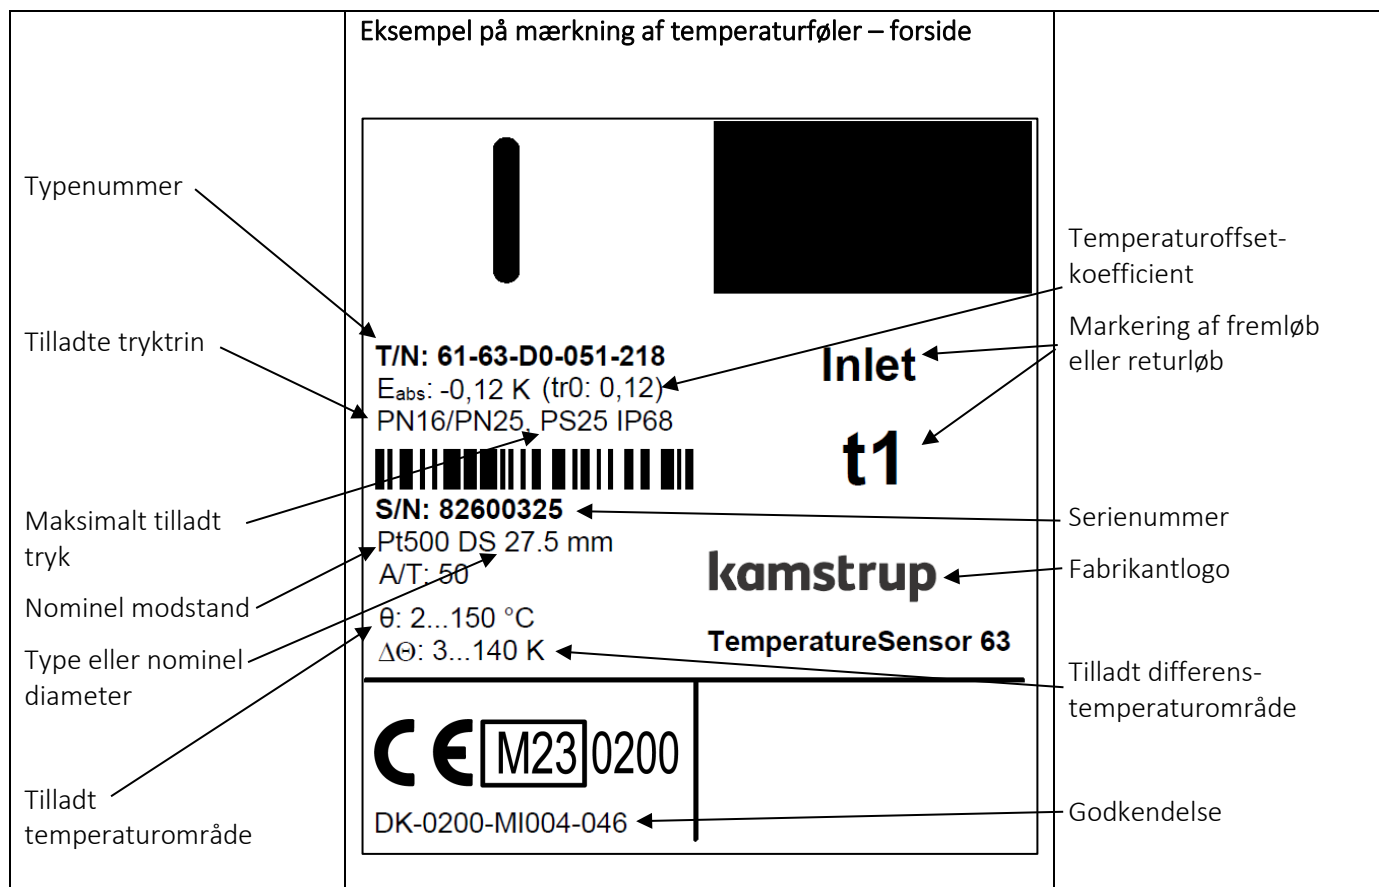 Eksempel på mærkning af temperaturføler – forside
Typenummer
Tilladte tryktrin
Maksimalt tilladt
tryk
Nominel modstand
Type eller nominel
diameter
Tilladt
temperaturområde
T/N: 61-63-D0-051-218
Eabs: -0,12 K (tr0: 0,12)
PN16/PN25, PS25 IP68
S/N: 82600325
Pt500 DS 27.5 mm
A/T: 50
θ: 2...150 °C
ΔΘ: 3...140 K
Inlet
t1
kamstrup
TemperatureSensor 63
CE M23 0200
DK-0200-MI004-046
Temperaturoffset-
koefficient
Markering af fremløb
eller returløb
Serienummer
Fabrikantlogo
Tilladt differens-
temperaturområde
Godkendelse